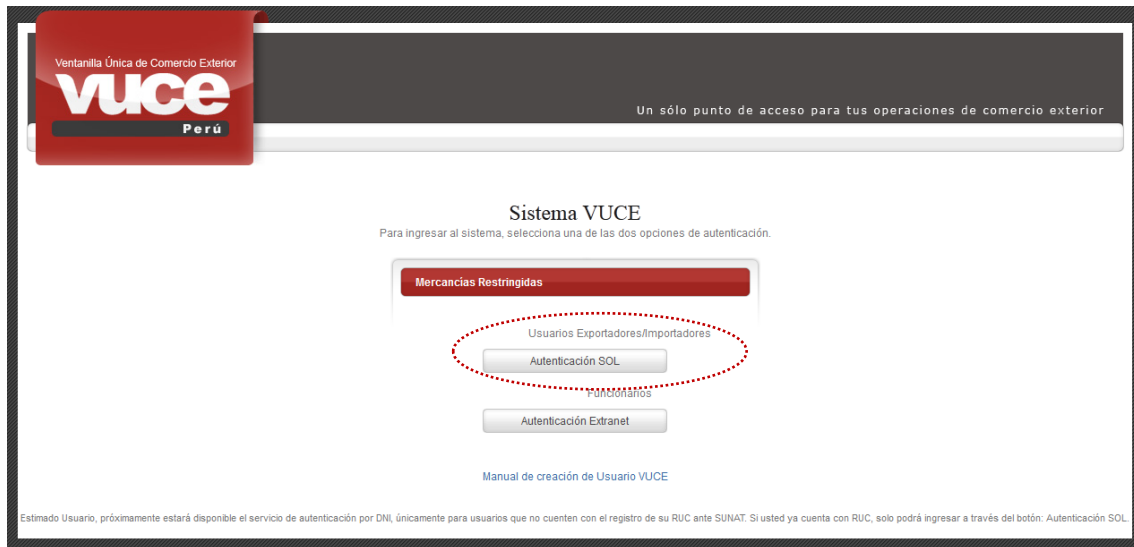 Ventanilla Única de Comercio Exterior
vuce
Perú
Un sólo punto de acceso para tus operaciones de comercio exterior
Sistema VUCE
Para ingresar al sistema, selecciona una de las dos opciones de autenticación.
Mercancías Restringidas
Usuarios Exportadores/Importadores
Autenticación SOL
Funcionarios
Autenticación Extranet
Manual de creación de Usuario VUCE
Estimado Usuario, próximamente estará disponible el servicio de autenticación por DNI, únicamente para usuarios que no cuenten con el registro de su RUC ante SUNAT. Si usted ya cuenta con RUC, solo podrá ingresar a través del botón: Autenticación SOL.